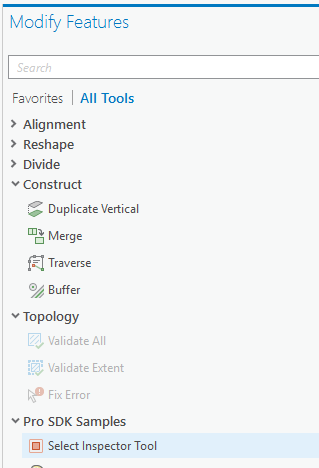 Modify Features
Search
Favorites | All Tools
Alignment
Reshape
Divide
Construct
Duplicate Vertical
Merge
Traverse
Buffer
Topology
Validate All
Validate Extent
Fix Error
Pro SDK Samples
Select Inspector Tool